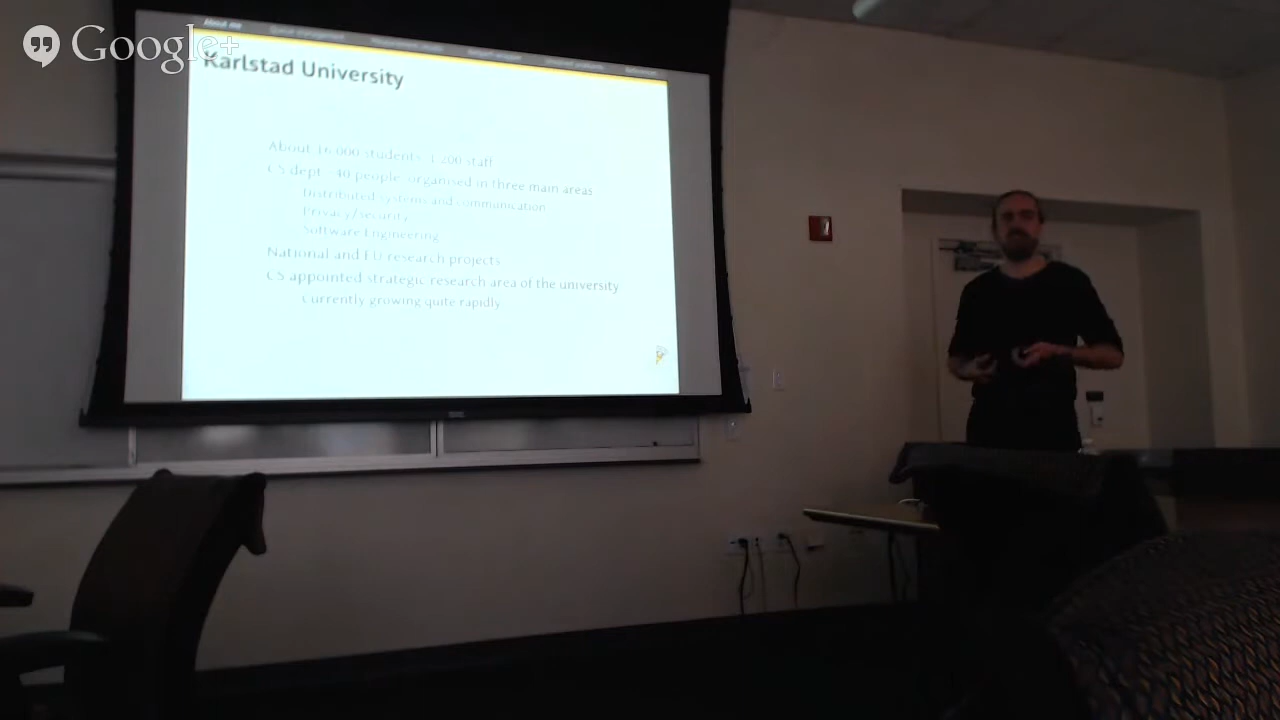 Google+
About me
Karlstad University
About 16 000 students, 1 200 staff
CS dept ~40 people, organised in three main areas
Distributed systems and communication
Privacy/security
Software Engineering
National and EU research projects
CS appointed strategic research area of the university
Currently growing quite rapidly